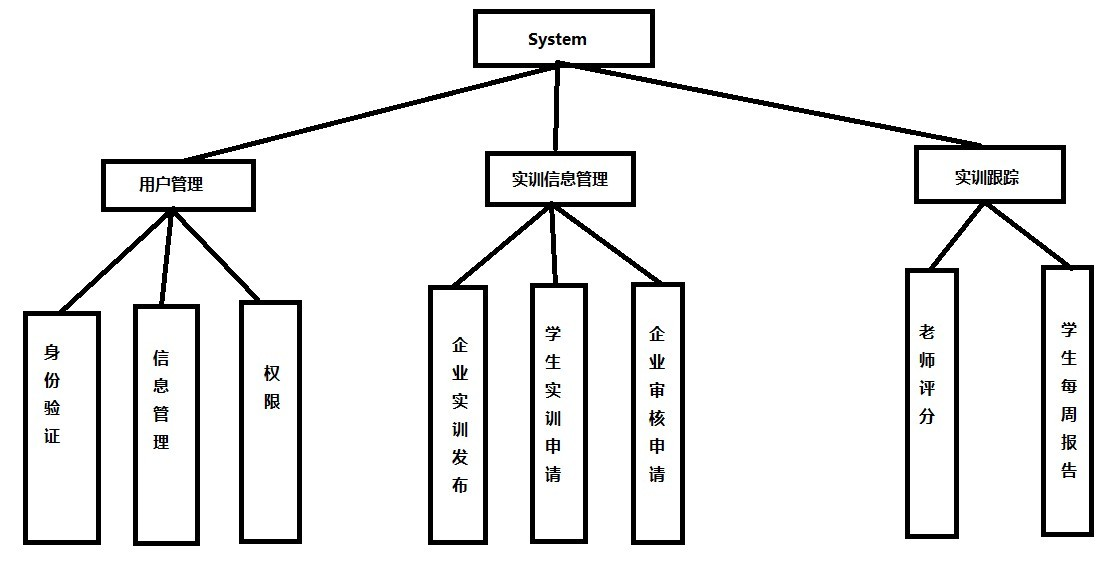 System
用户管理
实训信息管理
实训跟踪
身份验证
信息管理
权限
企业实训发布
学生实训申请
企业审核申请
老师评分
学生每周报告